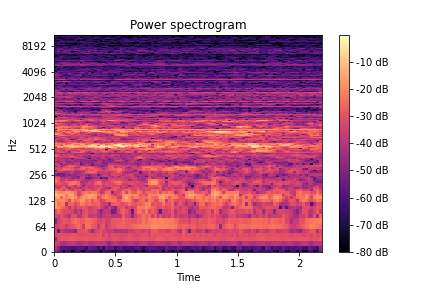 Power spectrogram
8192
4096
2048
1024
512
256
128
64
0
Hz
0
0.5
1
1.5
2
Time
-10 dB
-20 dB
-30 dB
-40 dB
-50 dB
-60 dB
-70 dB
-80 dB